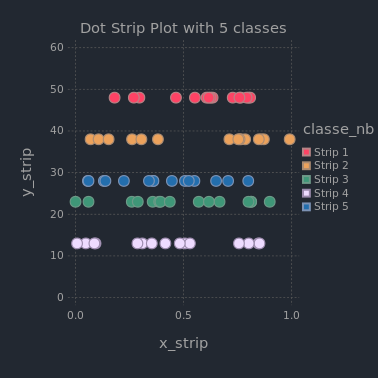 Dot Strip Plot with 5 classes
60
50
40
30
20
10
0
y_strip
0.0
0.5
1.0
x_strip
classe_nb
Strip 1
Strip 2
Strip 3
Strip 4
Strip 5